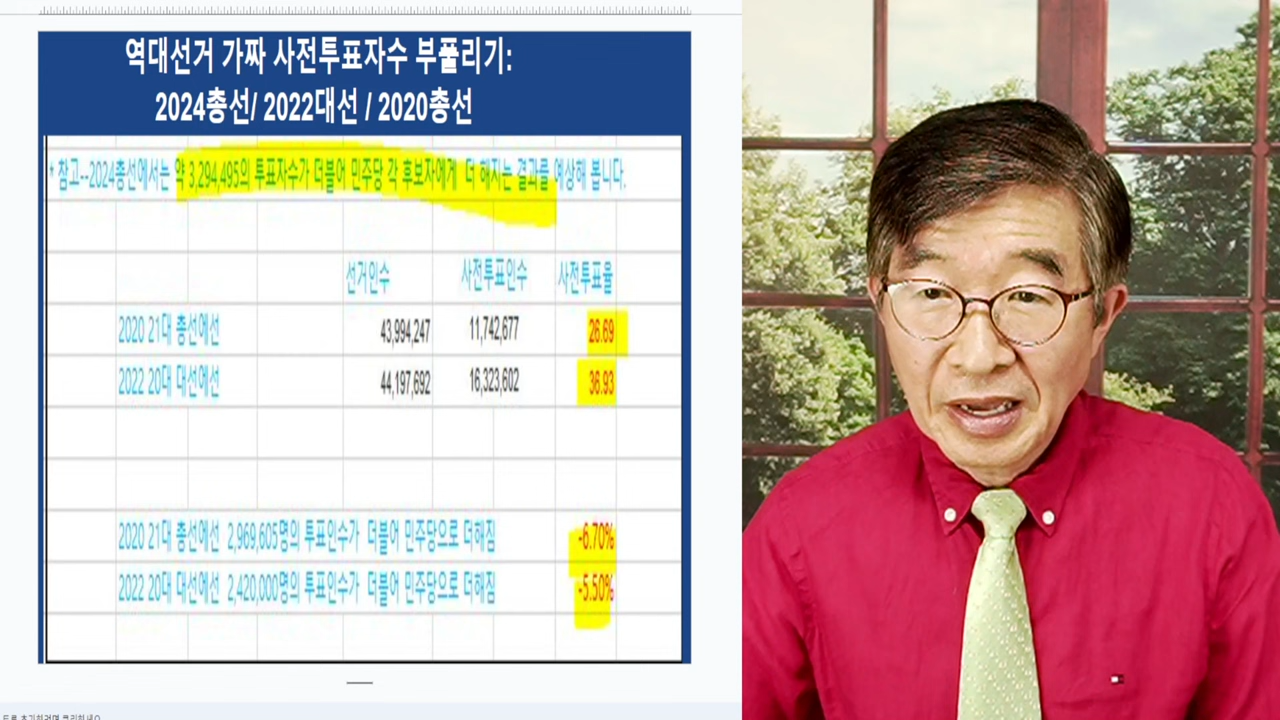 역대선거 가짜 사전투표자수 부풀리기:
2024총선/ 2022대선 / 2020총선
* 참고--2024총선에서는 약 3,294,495의 투표자수가 더불어 민주당 각 후보자에게 더 해지는 결과를 예상해 봅니다.
선거인수 사전투표인수 사전투표율
2020 21대 총선에선 43,994,247 11,742,677 26.69
2022 20대 대선에선 44,197,692 16,323,602 36.93
2020 21대 총선에선 2,969,605명의 투표인수가 더불어 민주당으로 더해짐 -6.70%
2022 20대 대선에선 2,420,000명의 투표인수가 더불어 민주당으로 더해짐 -5.50%